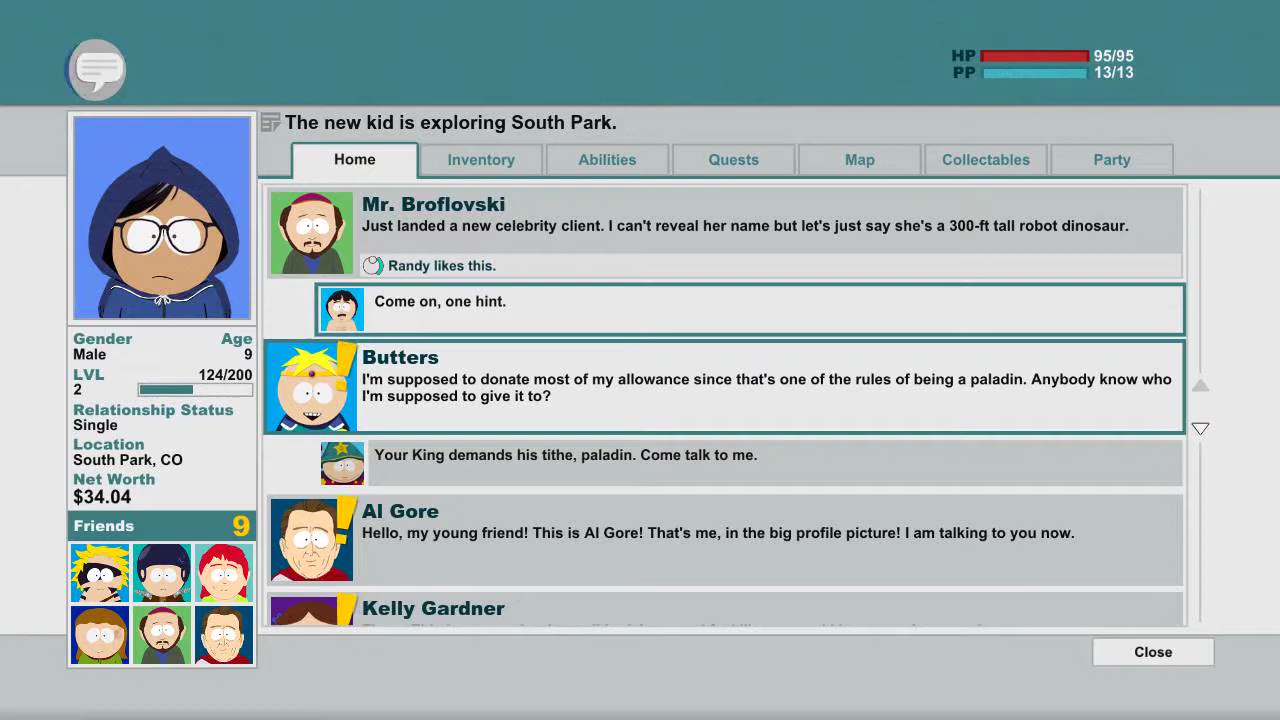 HP 95/95
PP 13/13
The new kid is exploring South Park.
Home Inventory Abilities Quests Map Collectables Party
Gender Age
Male 9
LVL 124/200
2
Relationship Status
Single
Location
South Park, CO
Net Worth
$34.04
Friends 9
Mr. Broflovski
Just landed a new celebrity client. I can't reveal her name but let's just say she's a 300-ft tall robot dinosaur.
Randy likes this.
Come on, one hint.
Butters
I'm supposed to donate most of my allowance since that's one of the rules of being a paladin. Anybody know who
I'm supposed to give it to?
Your King demands his tithe, paladin. Come talk to me.
Al Gore
Hello, my young friend! This is Al Gore! That's me, in the big profile picture! I am talking to you now.
Kelly Gardner
Close